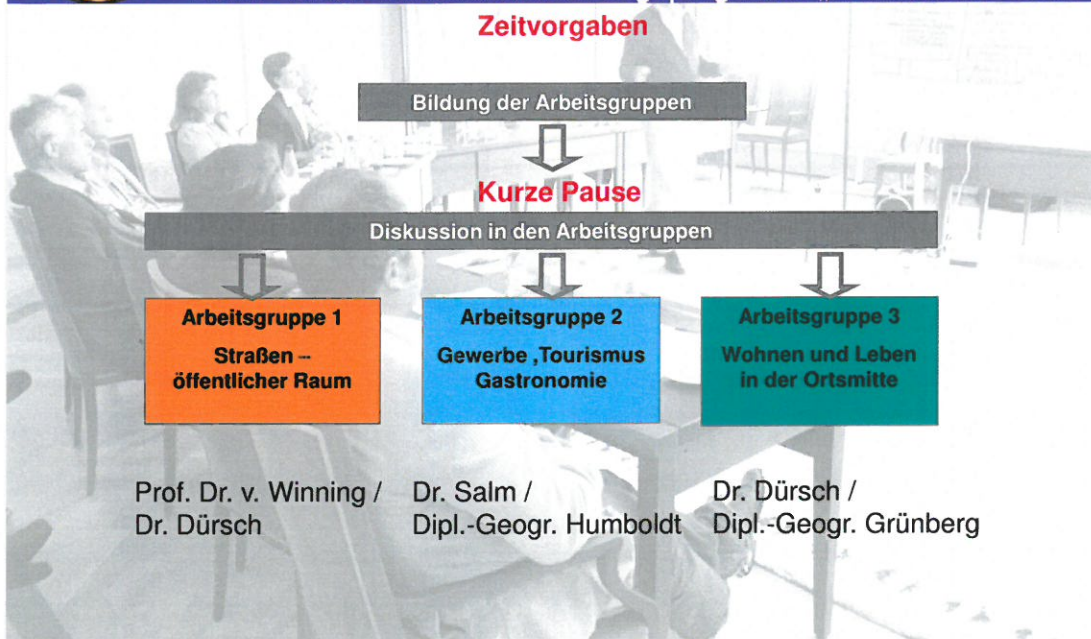 Zeitvorgaben
Bildung der Arbeitsgruppen
Kurze Pause
Diskussion in den Arbeitsgruppen
Arbeitsgruppe 1
Straßen –
öffentlicher Raum
Arbeitsgruppe 2
Gewerbe ,Tourismus
Gastronomie
Arbeitsgruppe 3
Wohnen und Leben
in der Ortsmitte
Prof. Dr. v. Winning /
Dr. Dürsch
Dr. Salm /
Dipl.-Geogr. Humboldt
Dr. Dürsch /
Dipl.-Geogr. Grünberg